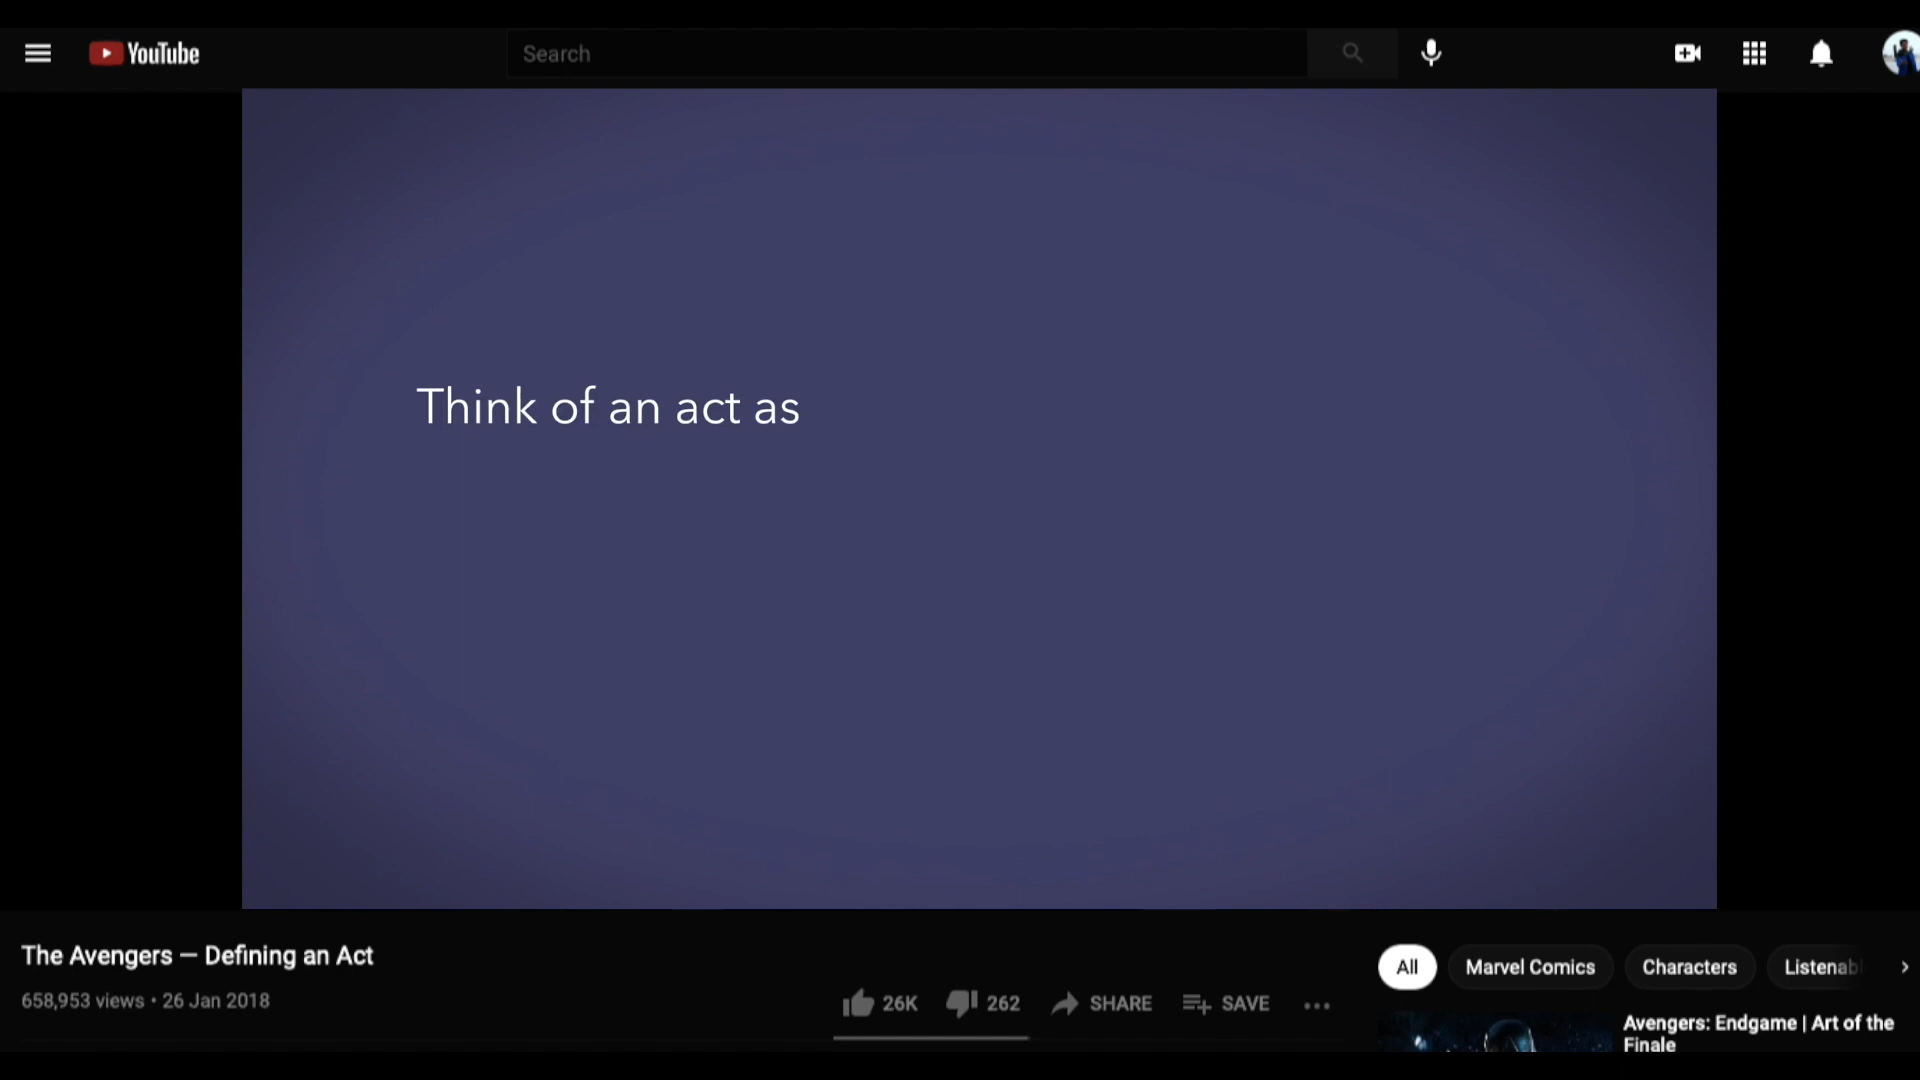 YouTube
Search
Think of an act as
The Avengers — Defining an Act
658,953 views • 26 Jan 2018
26K
262
SHARE
SAVE
All
Marvel Comics
Characters
Avengers: Endgame | Art of the
Finale